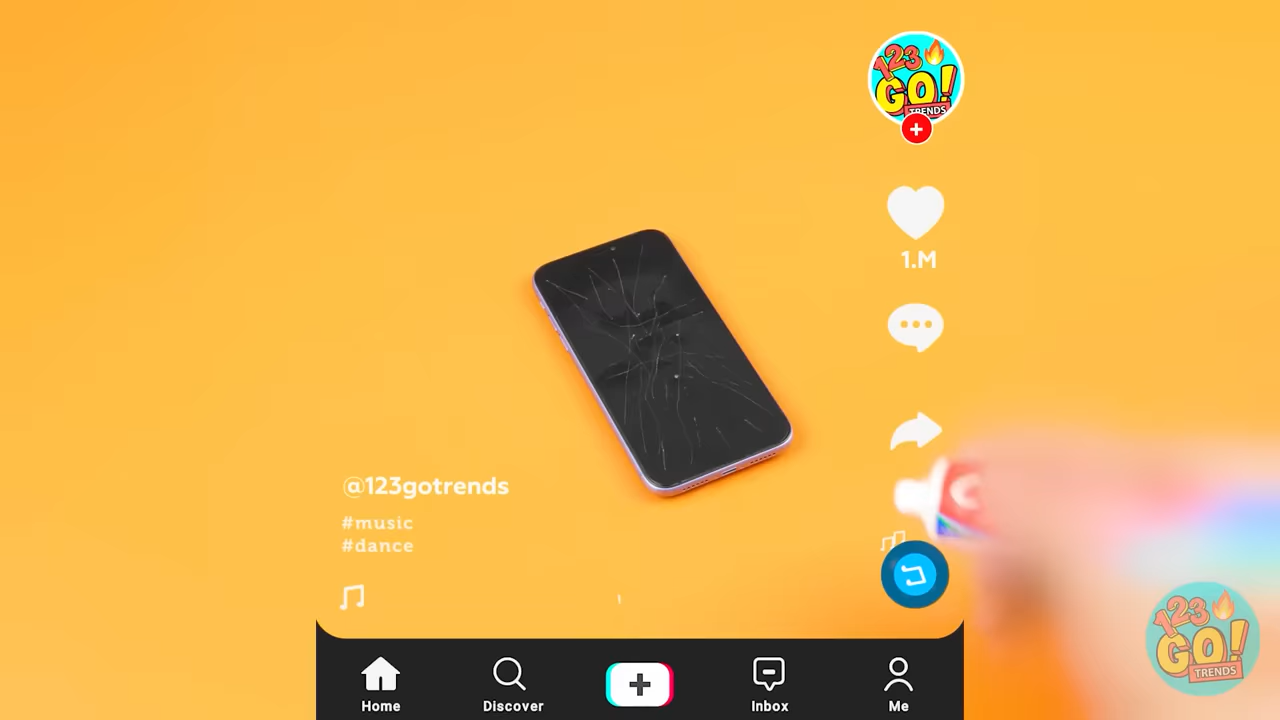 123
GO!
TRENDS
1.M
@123gotrends
#music
#dance
Home
Discover
Inbox
Me
123
GO!
TRENDS